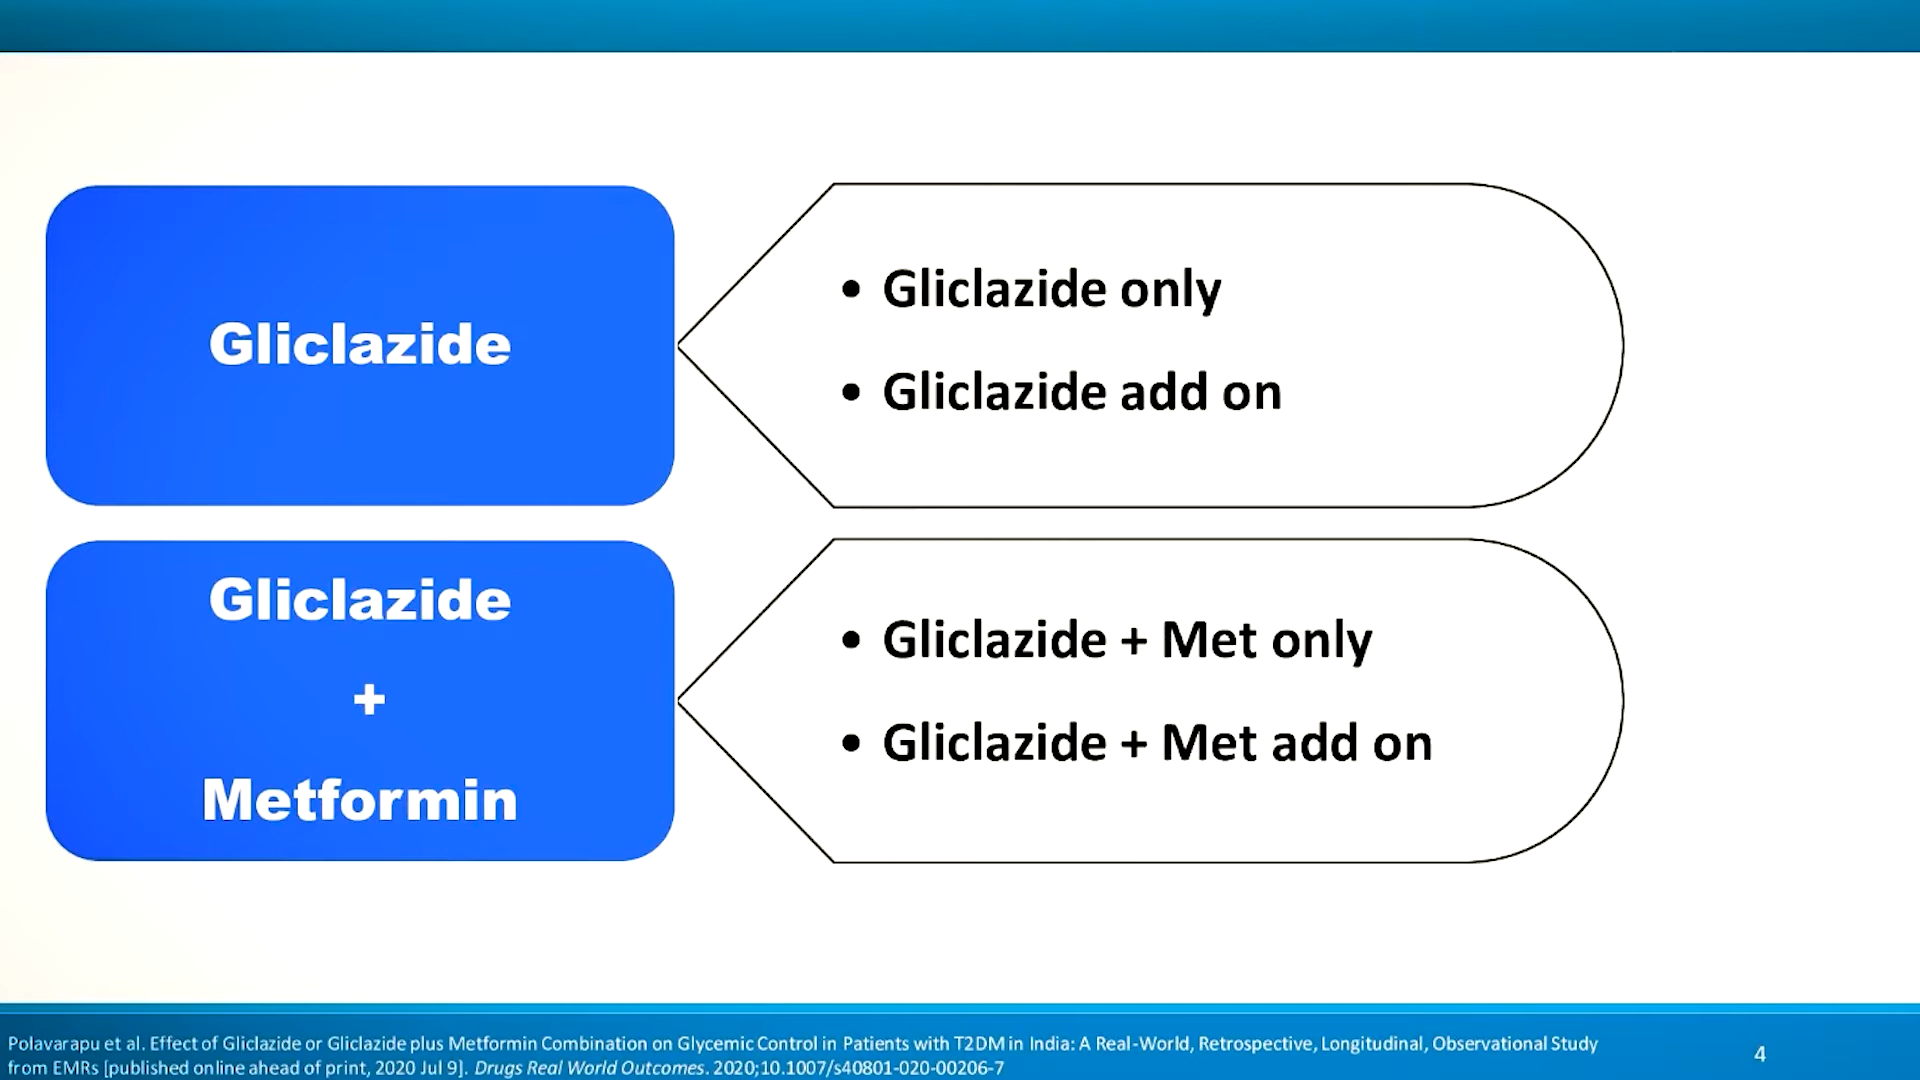 Gliclazide
• Gliclazide only
• Gliclazide add on
Gliclazide
+
Metformin
• Gliclazide + Met only
• Gliclazide + Met add on
Polavarapu et al. Effect of Gliclazide or Gliclazide plus Metformin Combination on Glycemic Control in Patients with T2DM in India: A Real-World, Retrospective, Longitudinal, Observational Study
from EMRs [published online ahead of print, 2020 Jul 9]. Drugs Real World Outcomes. 2020;10.1007/s40801-020-00206-7
4